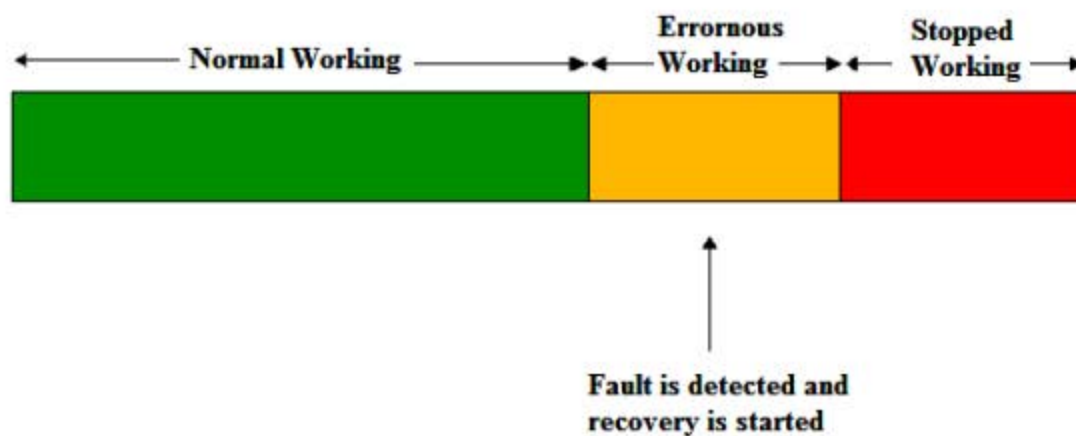 Normal Working
Errornous
Working
Stopped
Working
Fault is detected and
recovery is started